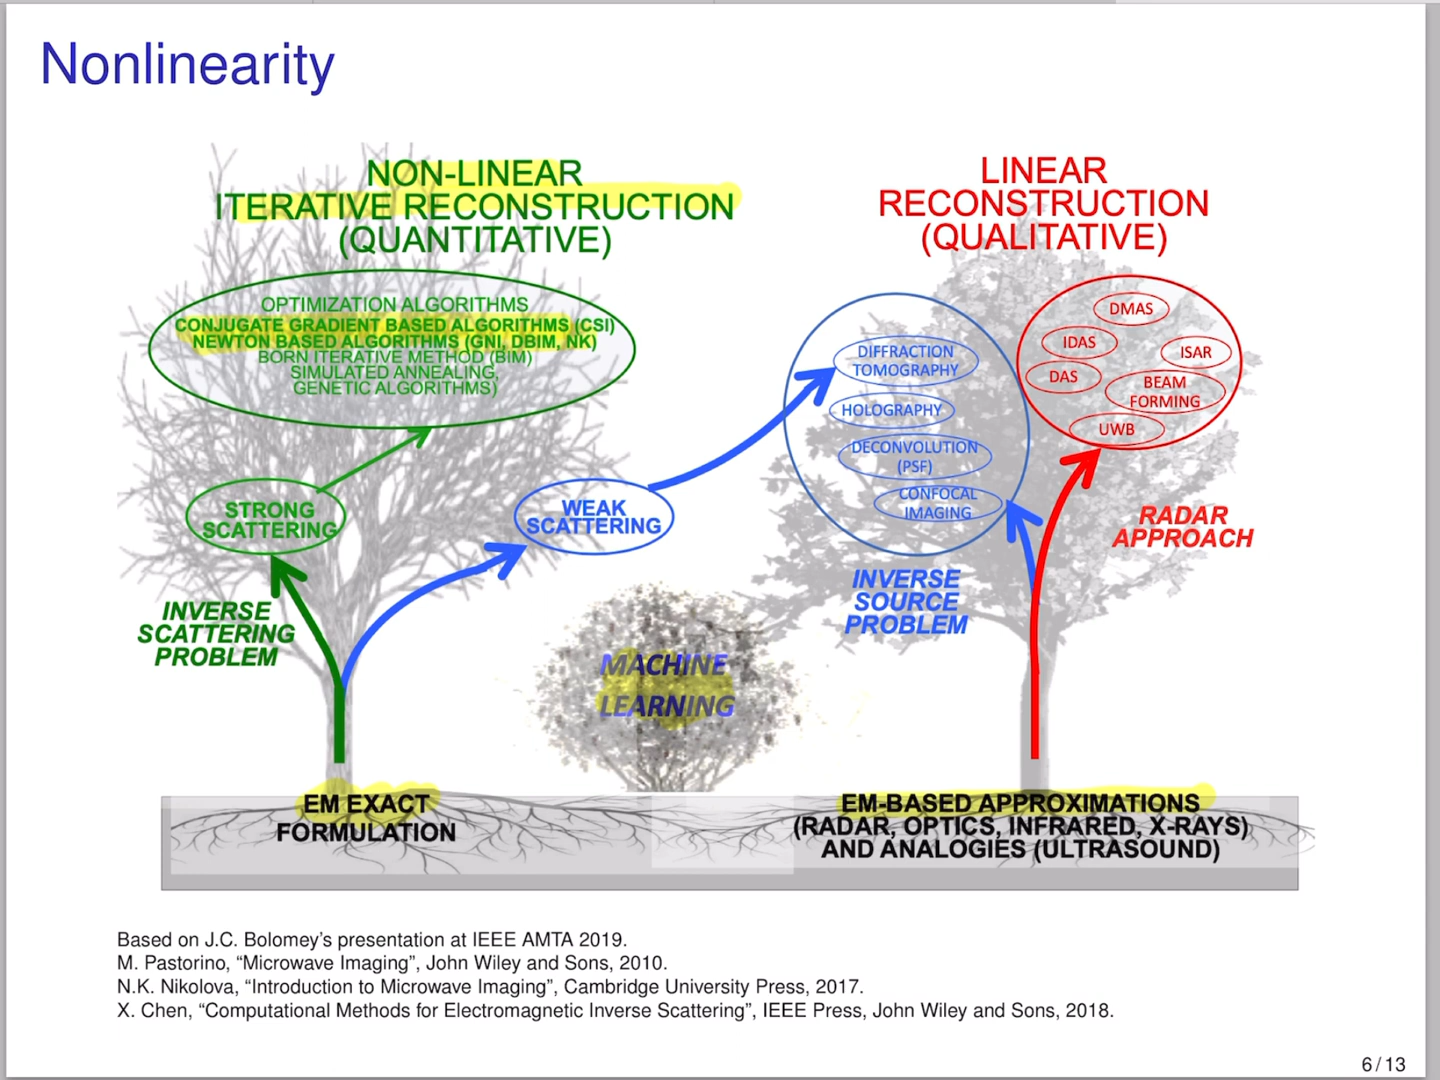 Nonlinearity
NON-LINEAR
ITERATIVE RECONSTRUCTION
(QUANTITATIVE)
LINEAR
RECONSTRUCTION
(QUALITATIVE)
OPTIMIZATION ALGORITHMS
CONJUGATE GRADIENT BASED ALGORITHMS (CSI)
NEWTON BASED ALGORITHMS (GNI, DBIM, NK)
BORN ITERATIVE METHOD (BIM)
SIMULATED ANNEALING,
GENETIC ALGORITHMS)
DIFFRACTION
TOMOGRAPHY
HOLOGRAPHY
DECONVOLUTION
(PSF)
CONFOCAL
IMAGING
DMAS
IDAS
ISAR
DAS
BEAM
FORMING
UWB
STRONG
SCATTERING
WEAK
SCATTERING
RADAR
APPROACH
INVERSE
SCATTERING
PROBLEM
INVERSE
SOURCE
PROBLEM
MACHINE
LEARNING
EM EXACT
FORMULATION
EM-BASED APPROXIMATIONS
(RADAR, OPTICS, INFRARED, X-RAYS)
AND ANALOGIES (ULTRASOUND)
Based on J.C. Bolomey's presentation at IEEE AMTA 2019.
M. Pastorino, “Microwave Imaging”, John Wiley and Sons, 2010.
N.K. Nikolova, “Introduction to Microwave Imaging”, Cambridge University Press, 2017.
X. Chen, “Computational Methods for Electromagnetic Inverse Scattering”, IEEE Press, John Wiley and Sons, 2018.
6 / 13